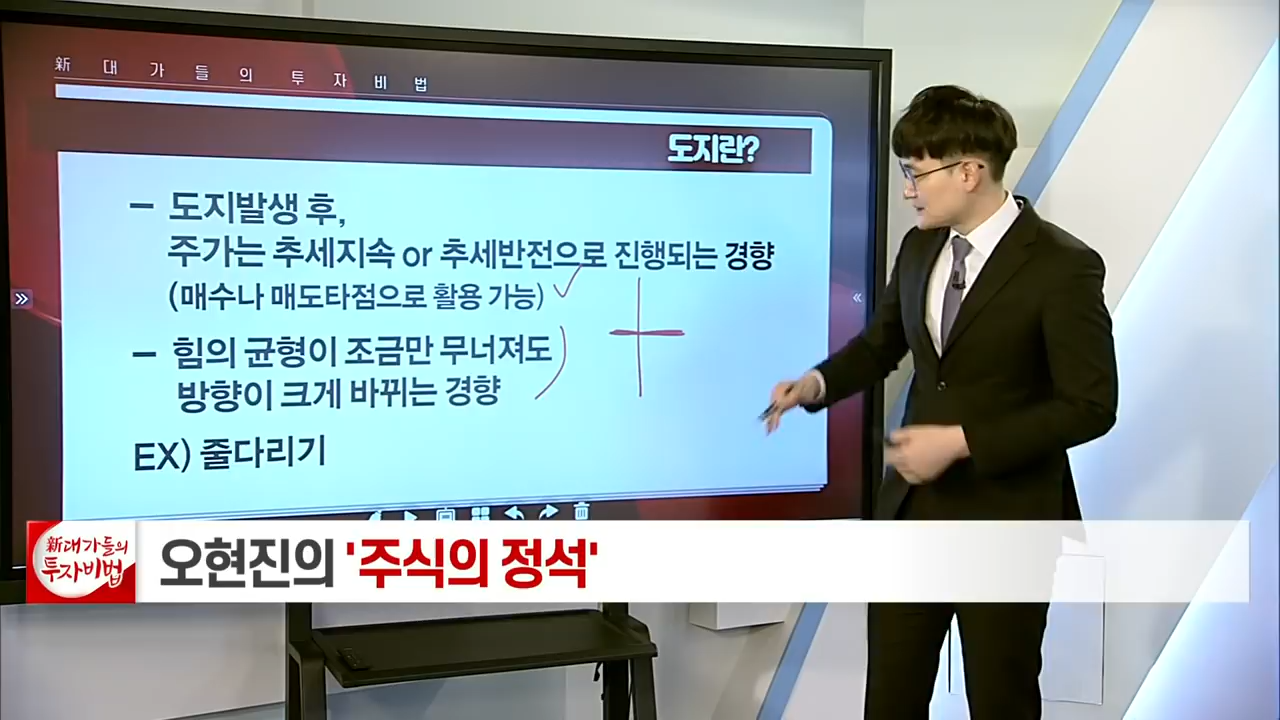 新대가들의 투자비법
도지란?
– 도지발생 후,
주가는 추세지속 or 추세반전으로 진행되는 경향
(매수나 매도타점으로 활용 가능)
– 힘의 균형이 조금만 무너져도
방향이 크게 바뀌는 경향
EX) 줄다리기
新대가들의
투자비법
오현진의 '주식의 정석'